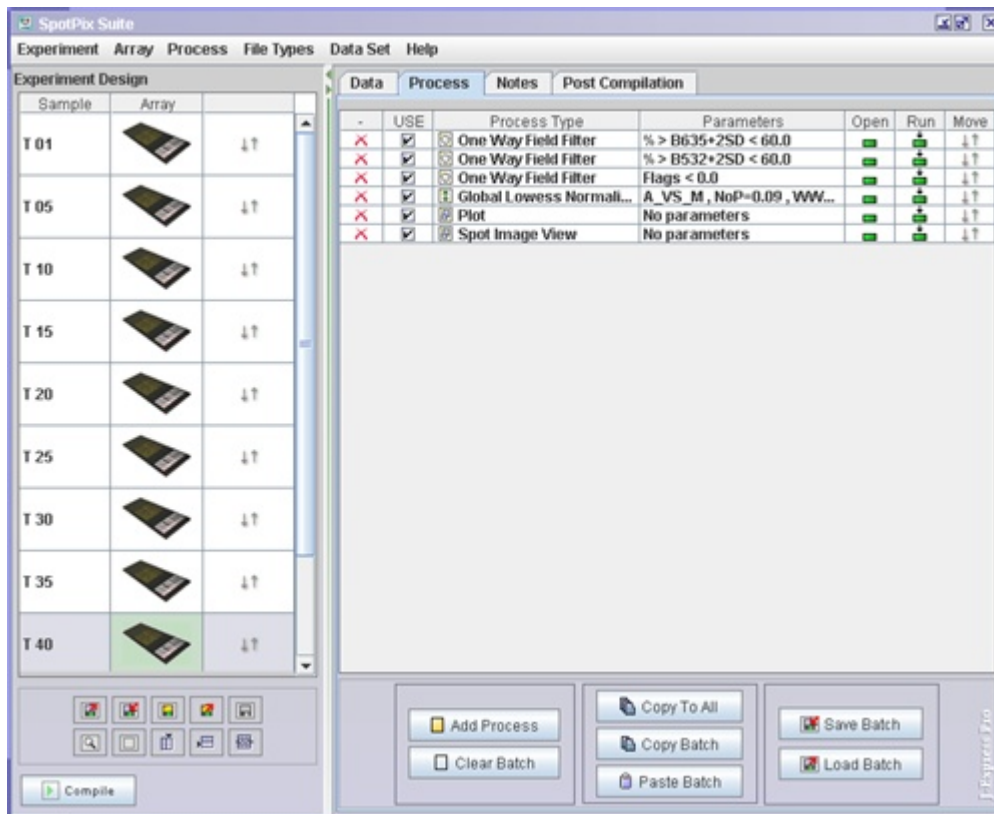 SpotPix Suite
Experiment Array Process File Types Data Set Help
Experiment Design
Sample Array
T 01
T 05
T 10
T 15
T 20
T 25
T 30
T 35
T 40
Compile
Data Process Notes Post Compilation
- USE Process Type Parameters Open Run Move
One Way Field Filter % > B635+2SD < 60.0
One Way Field Filter % > B532+2SD < 60.0
One Way Field Filter Flags < 0.0
Global Lowess Normali... A_VS_M , NoP=0.09 , WW...
Plot No parameters
Spot Image View No parameters
Add Process
Clear Batch
Copy To All
Copy Batch
Paste Batch
Save Batch
Load Batch
J-Express Pro